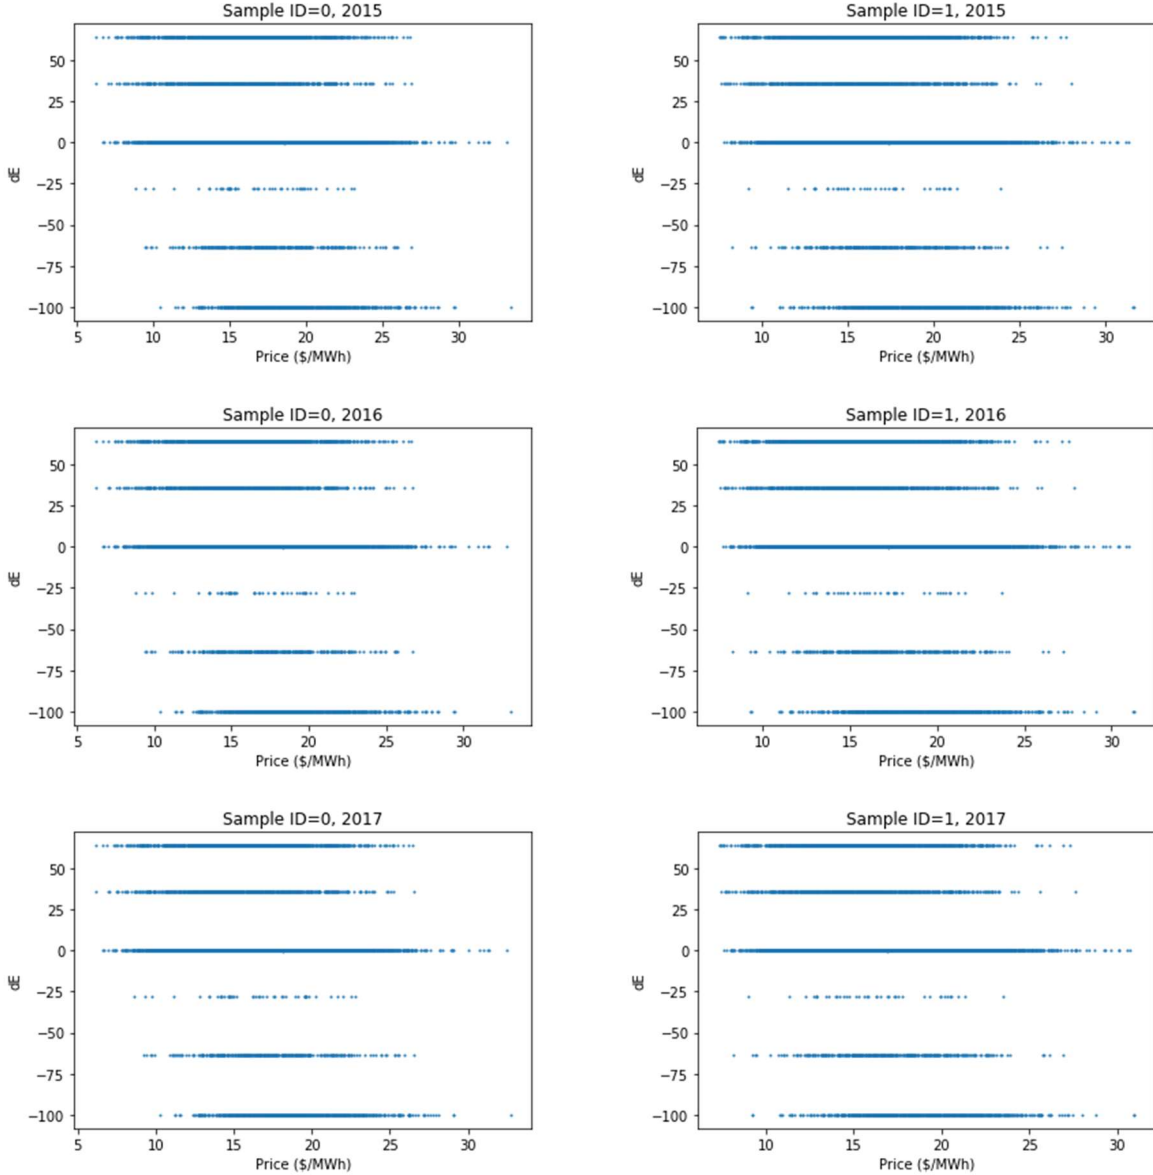 Sample ID=0, 2015
50
25
0
−25
−50
−75
−100
dE
5 10 15 20 25 30
Price ($/MWh)
Sample ID=1, 2015
50
25
0
−25
−50
−75
−100
dE
10 15 20 25 30
Price ($/MWh)
Sample ID=0, 2016
50
25
0
−25
−50
−75
−100
dE
5 10 15 20 25 30
Price ($/MWh)
Sample ID=1, 2016
50
25
0
−25
−50
−75
−100
dE
10 15 20 25 30
Price ($/MWh)
Sample ID=0, 2017
50
25
0
−25
−50
−75
−100
dE
5 10 15 20 25 30
Price ($/MWh)
Sample ID=1, 2017
50
25
0
−25
−50
−75
−100
dE
10 15 20 25 30
Price ($/MWh)